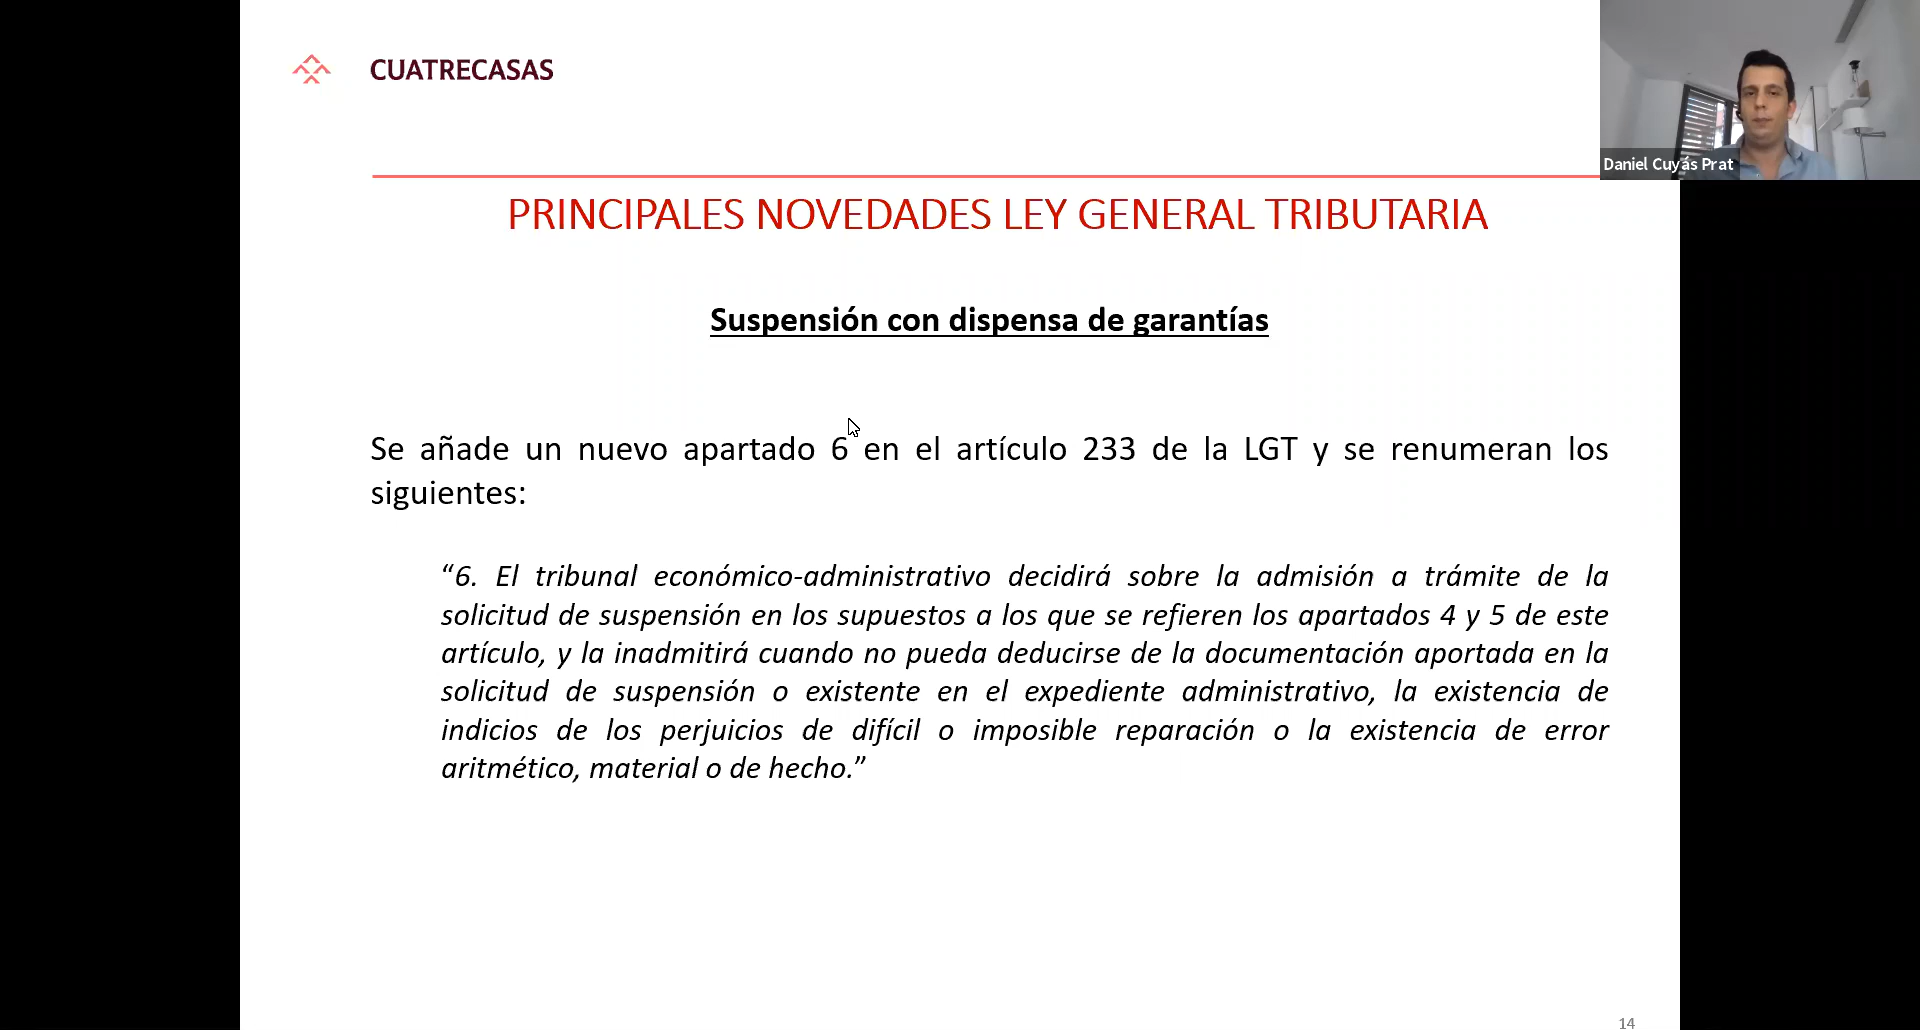 CUATRECASAS
Daniel Cuyás Prat
PRINCIPALES NOVEDADES LEY GENERAL TRIBUTARIA
Suspensión con dispensa de garantías
Se añade un nuevo apartado 6 en el artículo 233 de la LGT y se renumeran los
siguientes:
“6. El tribunal económico-administrativo decidirá sobre la admisión a trámite de la
solicitud de suspensión en los supuestos a los que se refieren los apartados 4 y 5 de este
artículo, y la inadmitirá cuando no pueda deducirse de la documentación aportada en la
solicitud de suspensión o existente en el expediente administrativo, la existencia de
indicios de los perjuicios de difícil o imposible reparación o la existencia de error
aritmético, material o de hecho.”
14